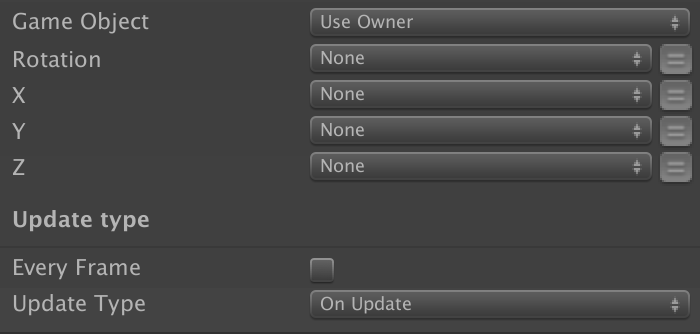 Game Object Use Owner
Rotation None
X None
Y None
Z None
Update type
Every Frame
Update Type On Update